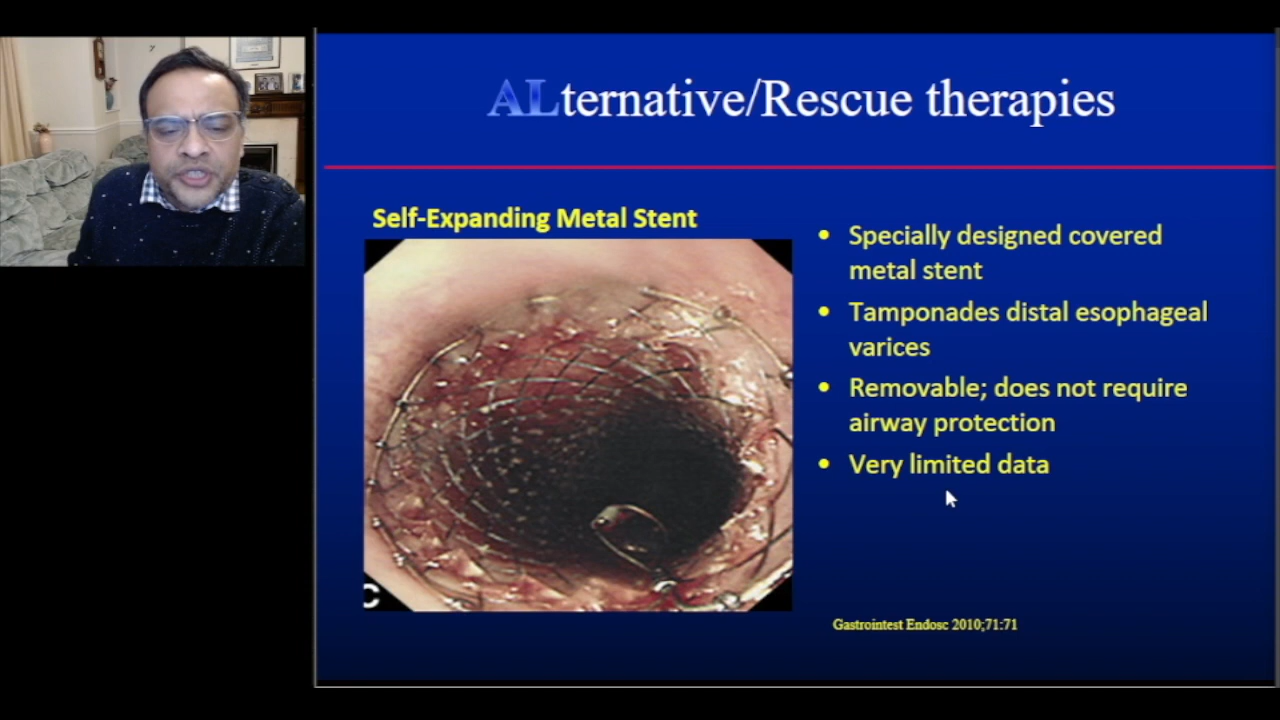 ALternative/Rescue therapies
Self-Expanding Metal Stent
• Specially designed covered
metal stent
• Tamponades distal esophageal
varices
• Removable; does not require
airway protection
• Very limited data
C
Gastrointest Endosc 2010;71:71